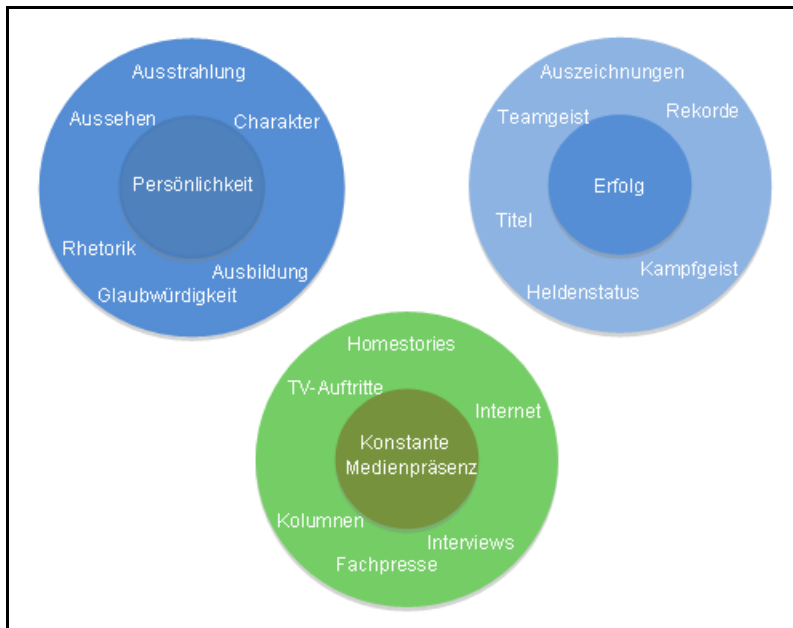 Ausstrahlung
Aussehen
Charakter
Persönlichkeit
Rhetorik
Ausbildung
Glaubwürdigkeit
Auszeichnungen
Teamgeist
Rekorde
Erfolg
Titel
Kampfgeist
Heldenstatus
Homestories
TV-Auftritte
Internet
Konstante
Medienpräsenz
Kolumnen
Interviews
Fachpresse